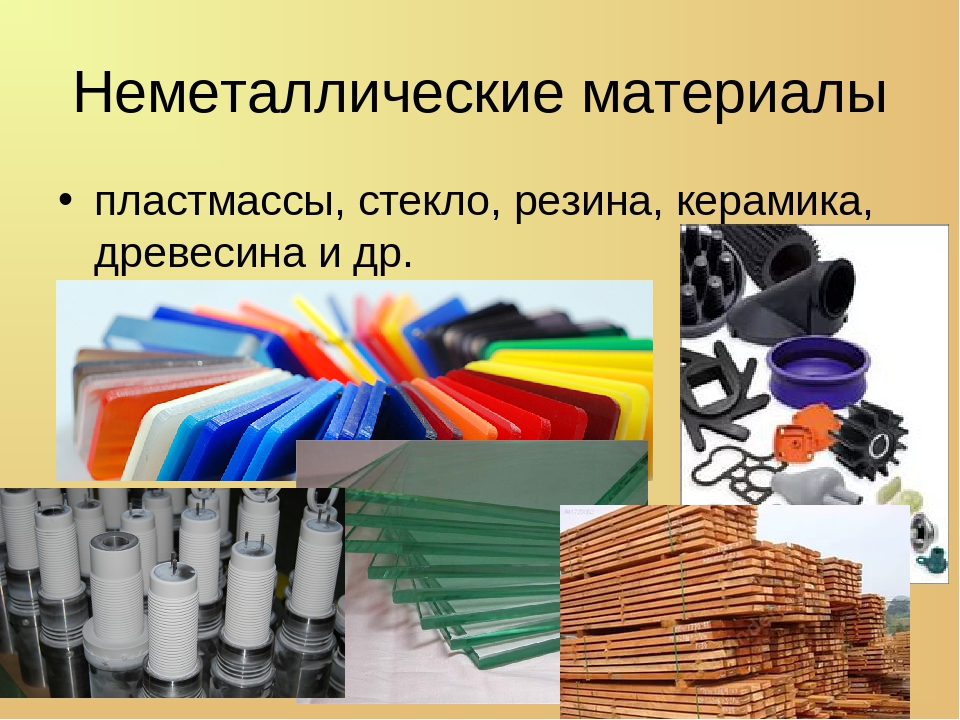 Неметаллические материалы
• пластмассы, стекло, резина, керамика,
древесина и др.